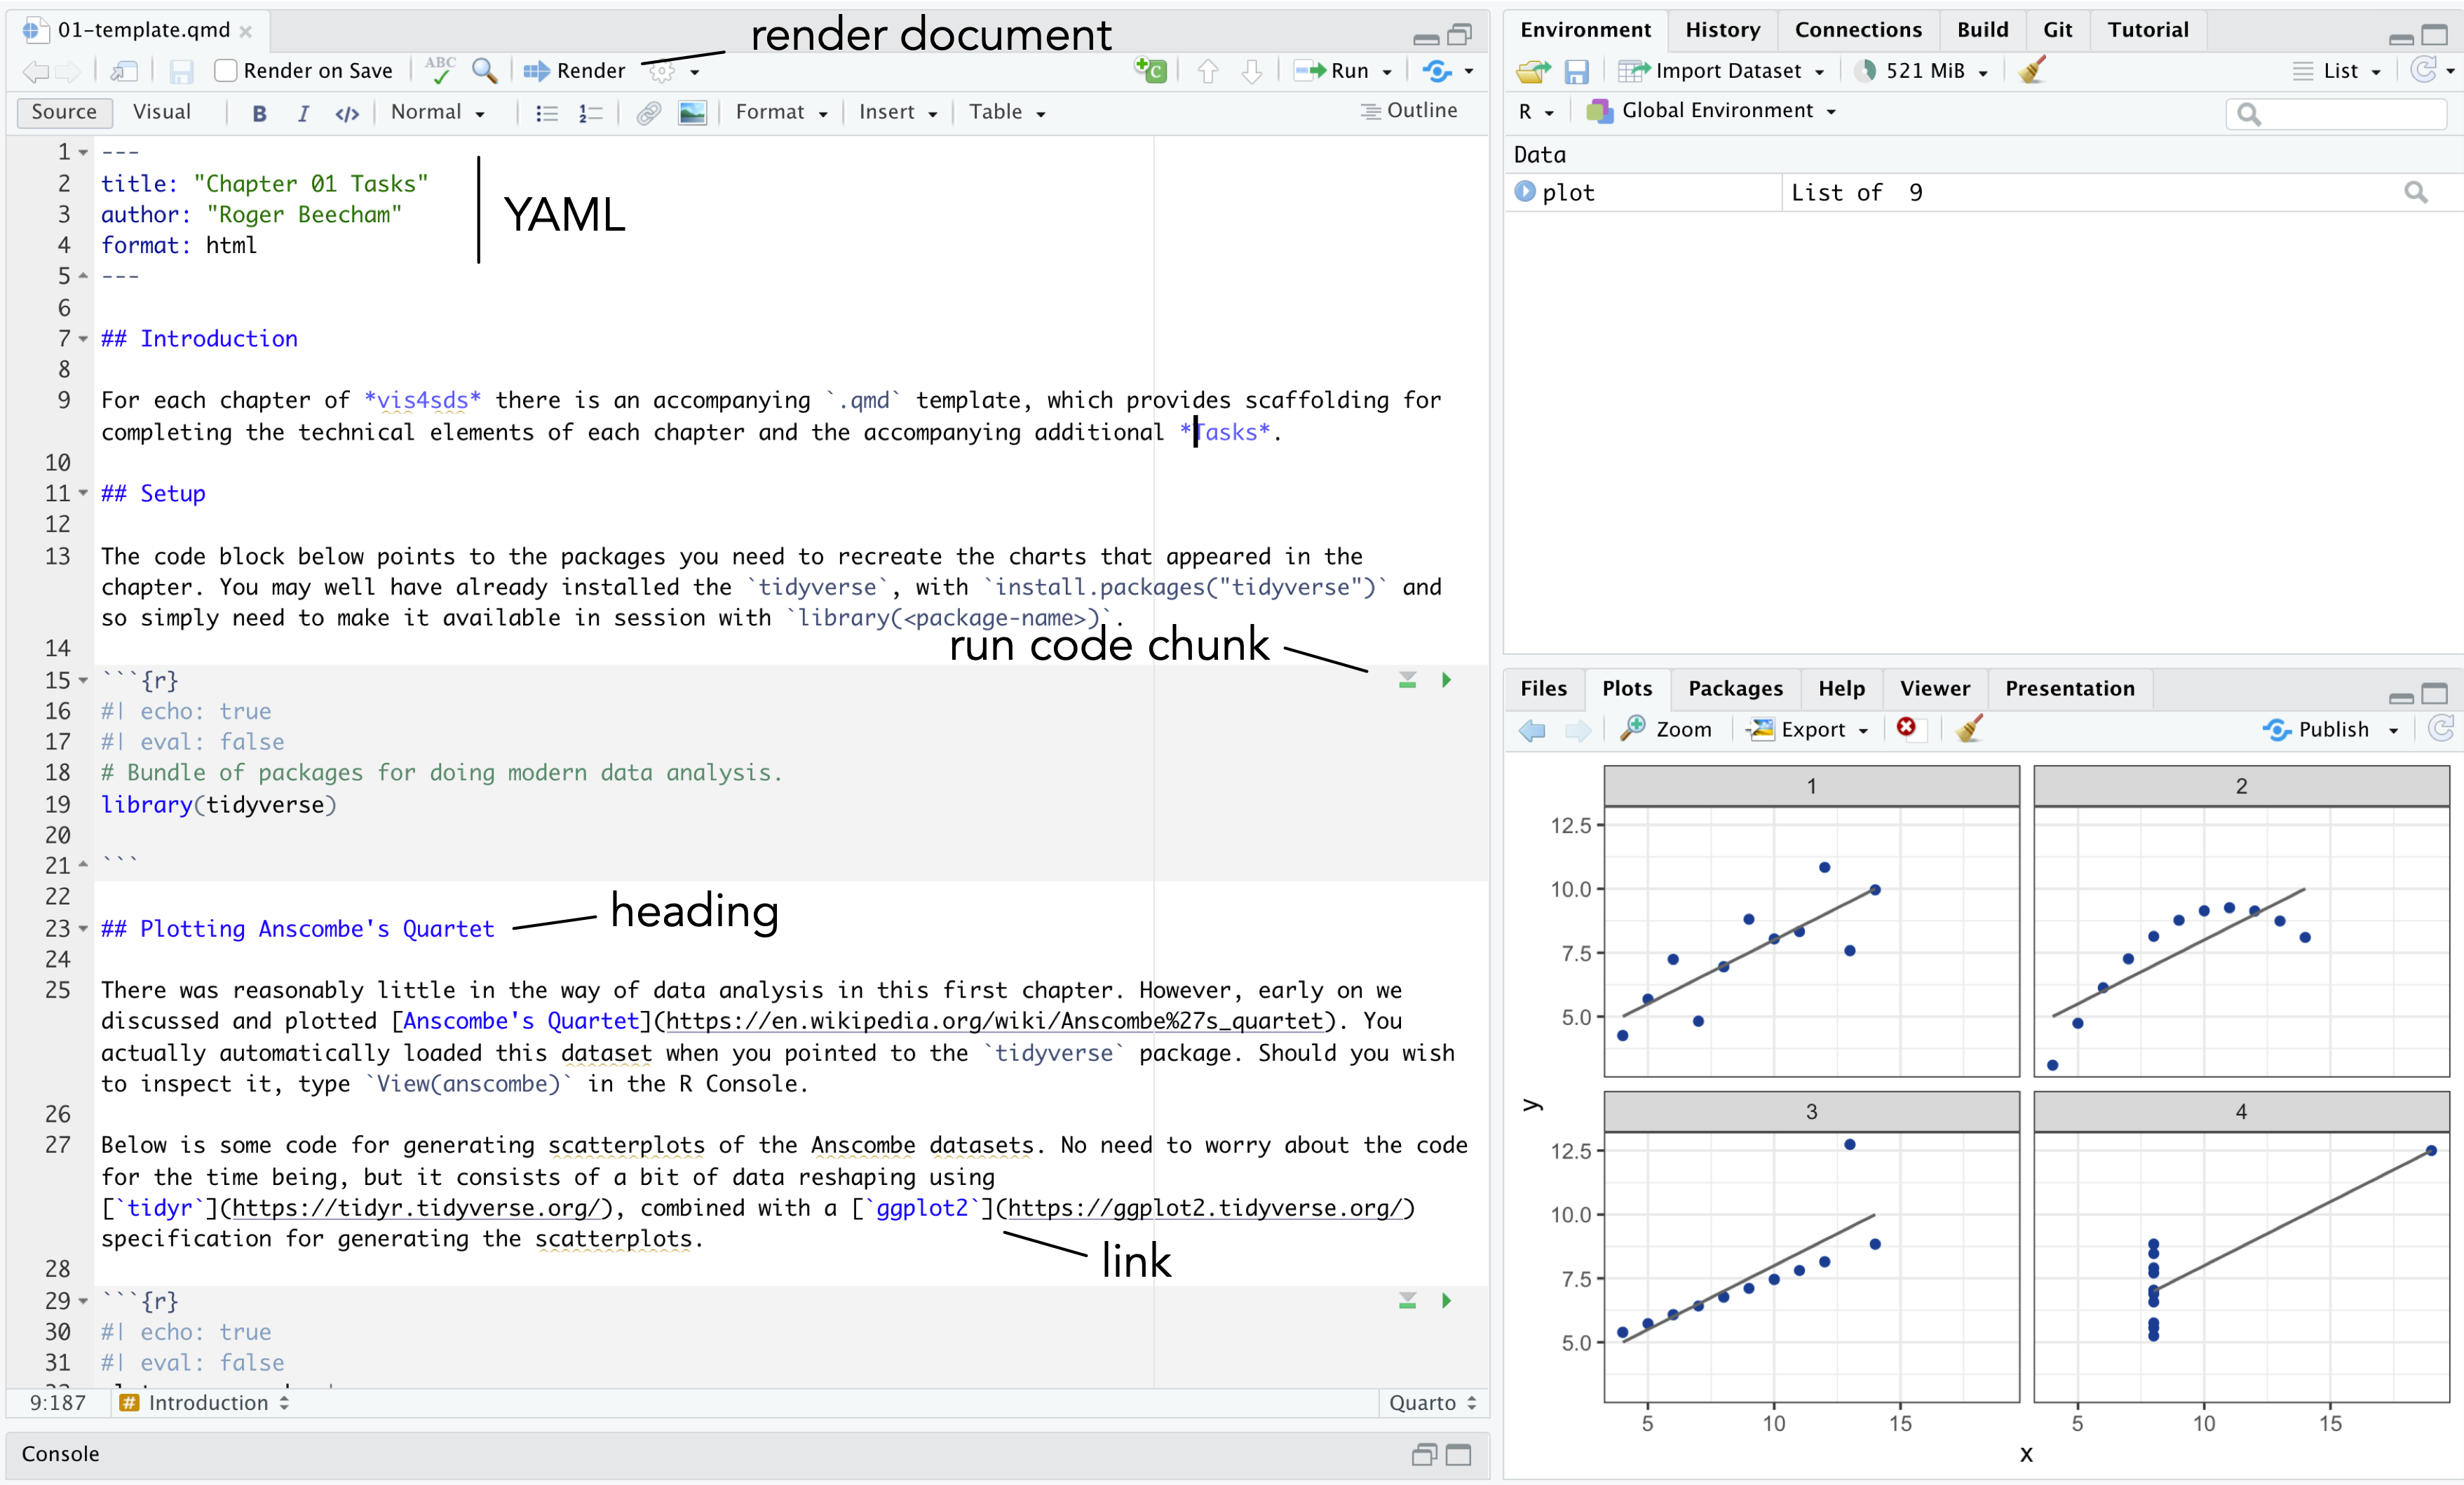 01-template.qmd
render document
Render on Save
ABC
Render
C
Run
Source
Visual
B
I
</>
Normal
Format
Insert
Table
Outline
1 ---
2 title: "Chapter 01 Tasks"
3 author: "Roger Beecham"
4 format: html
5 ---
YAML
6
7 ## Introduction
8
9 For each chapter of *vis4sds* there is an accompanying `.qmd` template, which provides scaffolding for
completing the technical elements of each chapter and the accompanying additional *Tasks*.
10
11 ## Setup
12
13 The code block below points to the packages you need to recreate the charts that appeared in the
chapter. You may well have already installed the `tidyverse`, with `install.packages("tidyverse")` and
so simply need to make it available in session with `library(<package-name>)`.
14
run code chunk
15 ```{r}
16 #| echo: true
17 #| eval: false
18 # Bundle of packages for doing modern data analysis.
19 library(tidyverse)
20
21 ```
22
heading
23 ## Plotting Anscombe's Quartet
24
25 There was reasonably little in the way of data analysis in this first chapter. However, early on we
discussed and plotted [Anscombe's Quartet](https://en.wikipedia.org/wiki/Anscombe%27s_quartet). You
actually automatically loaded this dataset when you pointed to the `tidyverse` package. Should you wish
to inspect it, type `View(anscombe)` in the R Console.
26
27 Below is some code for generating scatterplots of the Anscombe datasets. No need to worry about the code
for the time being, but it consists of a bit of data reshaping using
[`tidyr`](https://tidyr.tidyverse.org/), combined with a [`ggplot2`](https://ggplot2.tidyverse.org/)
specification for generating the scatterplots.
link
28
29 ```{r}
30 #| echo: true
31 #| eval: false
9:187
# Introduction
Quarto
Console
Environment
History
Connections
Build
Git
Tutorial
Import Dataset
521 MiB
List
R
Global Environment
Data
plot
List of 9
Files
Plots
Packages
Help
Viewer
Presentation
Zoom
Export
Publish
1
2
12.5
10.0
7.5
5.0
y
3
4
12.5
10.0
7.5
5.0
5 10 15
5 10 15
x